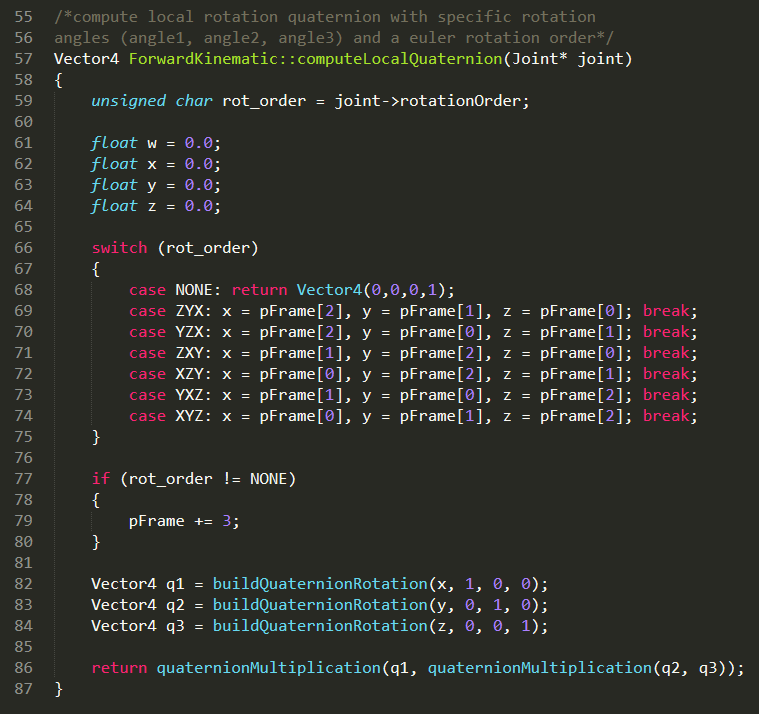 55 /*compute local rotation quaternion with specific rotation
56 angles (angle1, angle2, angle3) and a euler rotation order*/
57 Vector4 ForwardKinematic::computeLocalQuaternion(Joint* joint)
58 {
59     unsigned char rot_order = joint->rotationOrder;
60
61     float w = 0.0;
62     float x = 0.0;
63     float y = 0.0;
64     float z = 0.0;
65
66     switch (rot_order)
67     {
68         case NONE: return Vector4(0,0,0,1);
69         case ZYX: x = pFrame[2], y = pFrame[1], z = pFrame[0]; break;
70         case YZX: x = pFrame[2], y = pFrame[0], z = pFrame[1]; break;
71         case ZXY: x = pFrame[1], y = pFrame[2], z = pFrame[0]; break;
72         case XZY: x = pFrame[0], y = pFrame[2], z = pFrame[1]; break;
73         case YXZ: x = pFrame[1], y = pFrame[0], z = pFrame[2]; break;
74         case XYZ: x = pFrame[0], y = pFrame[1], z = pFrame[2]; break;
75     }
76
77     if (rot_order != NONE)
78     {
79         pFrame += 3;
80     }
81
82     Vector4 q1 = buildQuaternionRotation(x, 1, 0, 0);
83     Vector4 q2 = buildQuaternionRotation(y, 0, 1, 0);
84     Vector4 q3 = buildQuaternionRotation(z, 0, 0, 1);
85
86     return quaternionMultiplication(q1, quaternionMultiplication(q2, q3));
87 }